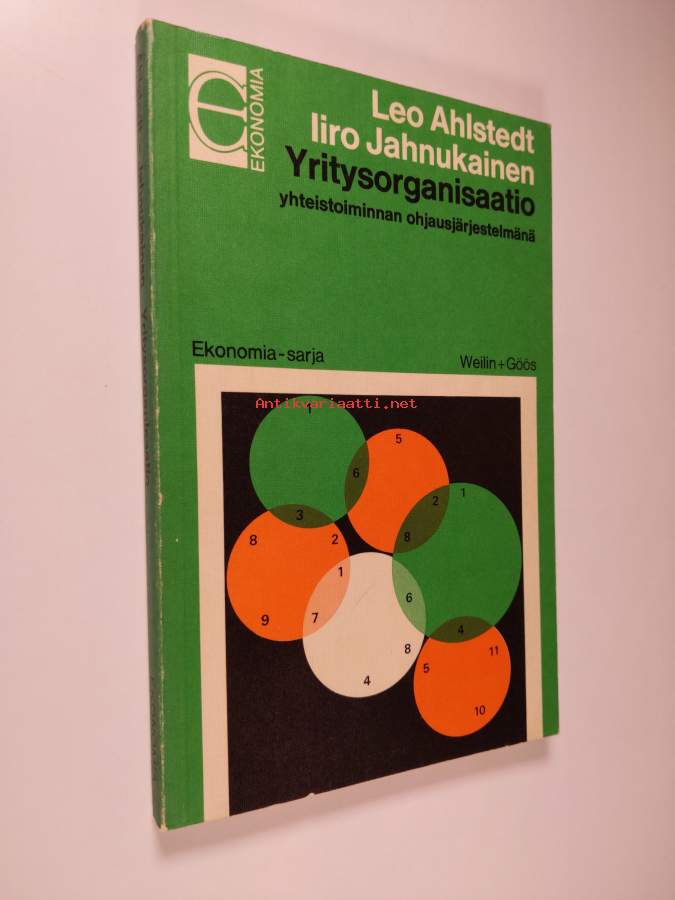 EKONOMIA
Leo Ahlstedt
Iiro Jahnukainen
Yritysorganisaatio
yhteistoiminnan ohjausjärjestelmänä
Ekonomia-sarja
Weilin+Göös
Antikvariaatti.net
1
5
6
2
1
3
8
2
8
1
6
9
7
4
8
5
11
4
10